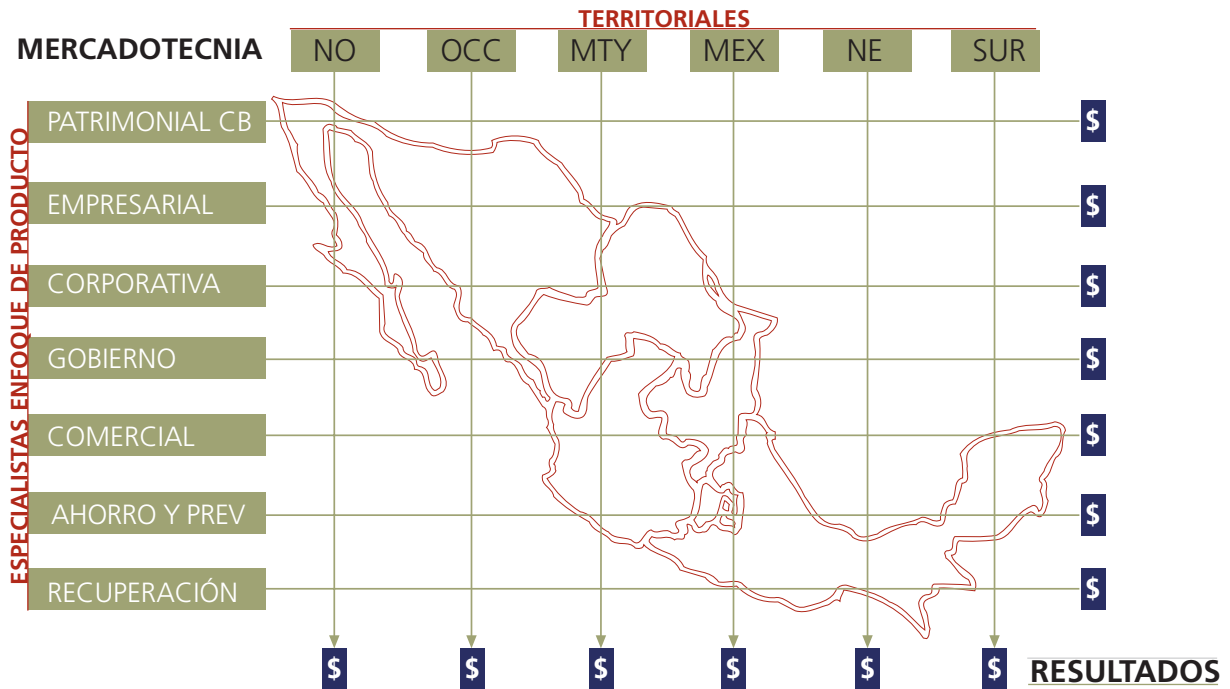 TERRITORIALES
MERCADOTECNIA NO OCC MTY MEX NE SUR
ESPECIALISTAS ENFOQUE DE PRODUCTO
PATRIMONIAL CB $
EMPRESARIAL $
CORPORATIVA $
GOBIERNO $
COMERCIAL $
AHORRO Y PREV $
RECUPERACIÓN $
$ $ $ $ $ $ RESULTADOS